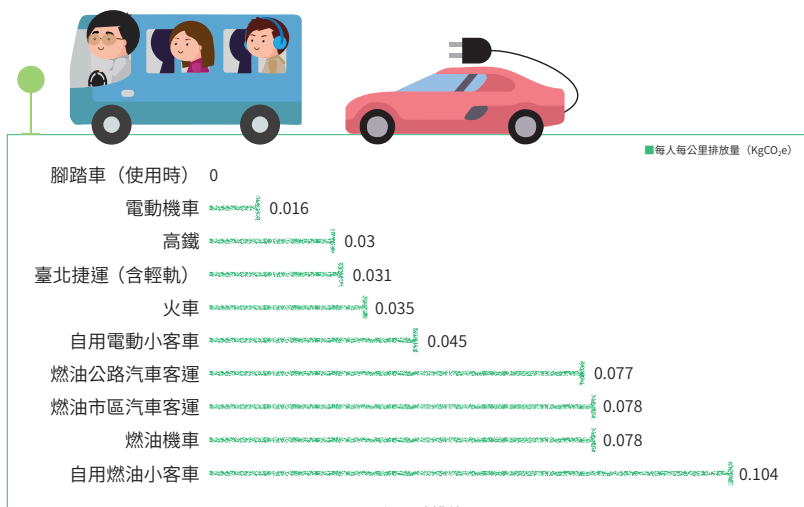 ■每人每公里排放量（KgCO₂e）
腳踏車（使用時） 0
電動機車 0.016
高鐵 0.03
臺北捷運（含輕軌） 0.031
火車 0.035
自用電動小客車 0.045
燃油公路汽車客運 0.077
燃油市區汽車客運 0.078
燃油機車 0.078
自用燃油小客車 0.104